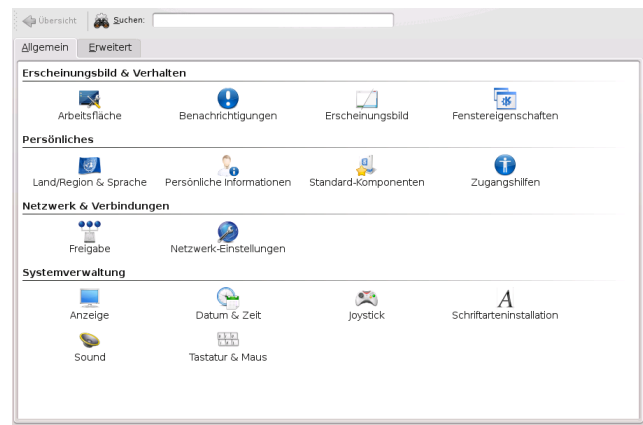 Übersicht Suchen:
Allgemein Erweitert
Erscheinungsbild & Verhalten
Arbeitsfläche Benachrichtigungen Erscheinungsbild Fenstereigenschaften
Persönliches
Land/Region & Sprache Persönliche Informationen Standard-Komponenten Zugangshilfen
Netzwerk & Verbindungen
Freigabe Netzwerk-Einstellungen
Systemverwaltung
Anzeige Datum & Zeit Joystick Schriftarteninstallation
Sound Tastatur & Maus